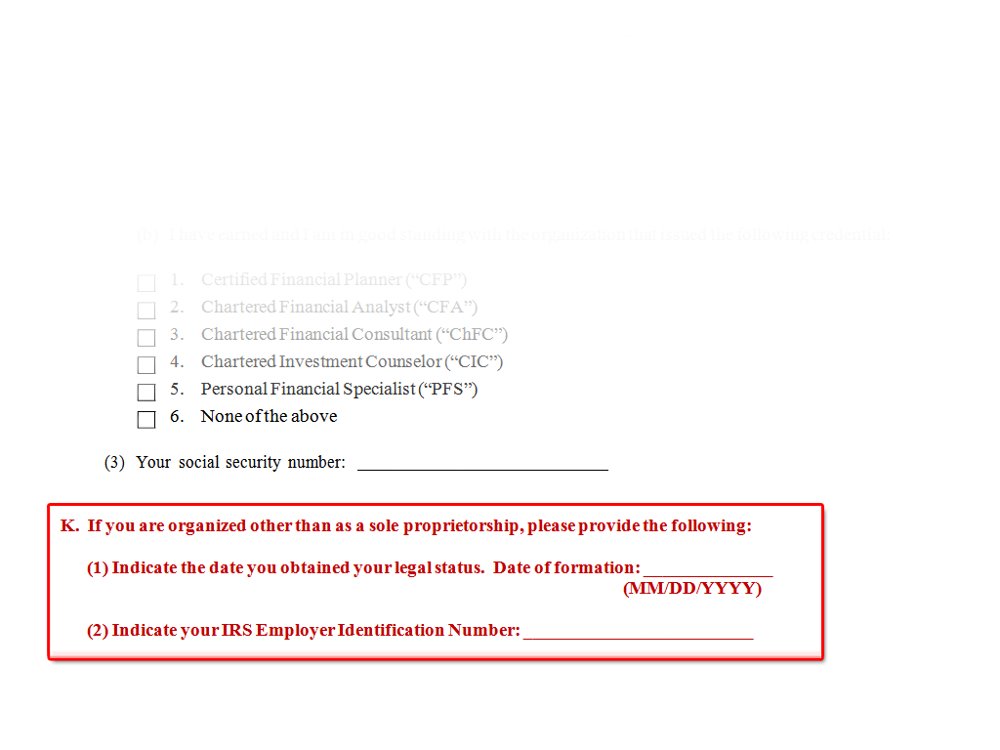 (b) I have earned and I am in good standing with the organization that issued the following credential:
1. Certified Financial Planner (“CFP”)
2. Chartered Financial Analyst (“CFA”)
3. Chartered Financial Consultant (“ChFC”)
4. Chartered Investment Counselor (“CIC”)
5. Personal Financial Specialist (“PFS”)
6. None of the above
(3) Your social security number: ____________________
K. If you are organized other than as a sole proprietorship, please provide the following:
(1) Indicate the date you obtained your legal status. Date of formation: ____________
(MM/DD/YYYY)
(2) Indicate your IRS Employer Identification Number: ____________________